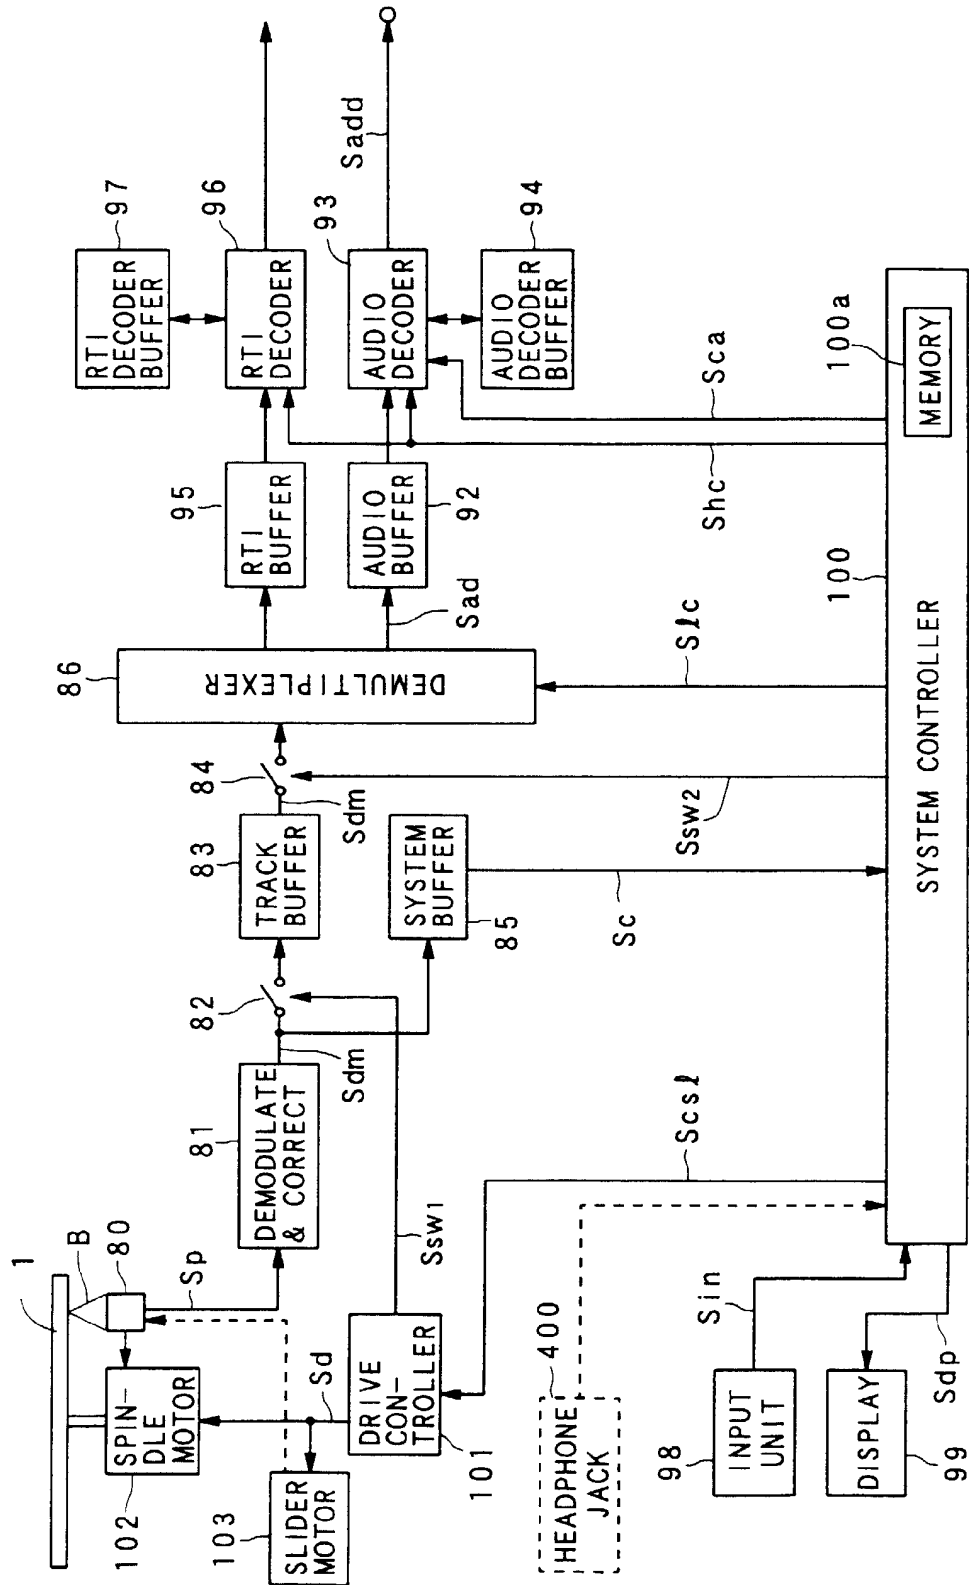 1
B
80
SPIN-
DLE
MOTOR
102
Sp
SLIDER
MOTOR
103
Sd
DRIVE
CON-
TROLLER
101
Ssw1
DEMODULATE
& CORRECT
81
Sdm
82
TRACK
BUFFER
83
Sdm
84
SYSTEM
BUFFER
85
DEMULTIPLEXER
86
Sad
RTI
BUFFER
95
AUDIO
BUFFER
92
RTI
DECODER
BUFFER
97
RTI
DECODER
96
AUDIO
DECODER
93
AUDIO
DECODER
BUFFER
94
Sadd
HEADPHONE
JACK
400
Scsl
Sc
Ssw2
Slc
Shc
Sca
INPUT
UNIT
98
Sin
DISPLAY
99
Sdp
SYSTEM CONTROLLER
100
MEMORY
100a